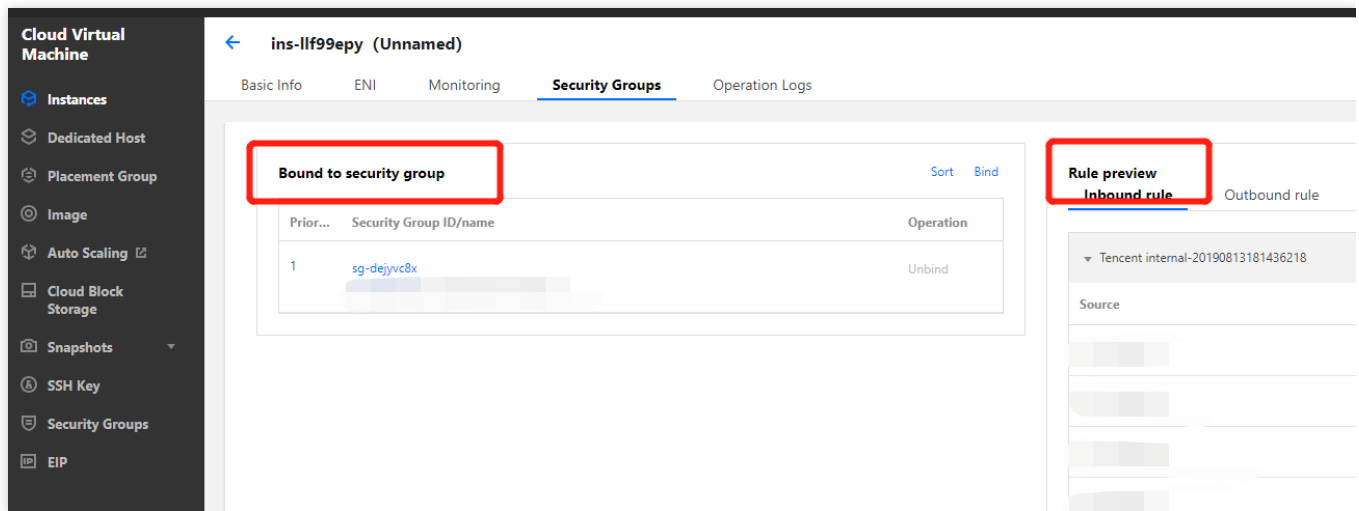 Cloud Virtual
Machine
Instances
Dedicated Host
Placement Group
Image
Auto Scaling
Cloud Block
Storage
Snapshots
SSH Key
Security Groups
EIP
ins-llf99epy (Unnamed)
Basic Info ENI Monitoring Security Groups Operation Logs
Bound to security group Sort Bind
Prior... Security Group ID/name Operation
1 sg-dejyvc8x Unbind
Rule preview
Inbound rule Outbound rule
Tencent internal-20190813181436218
Source